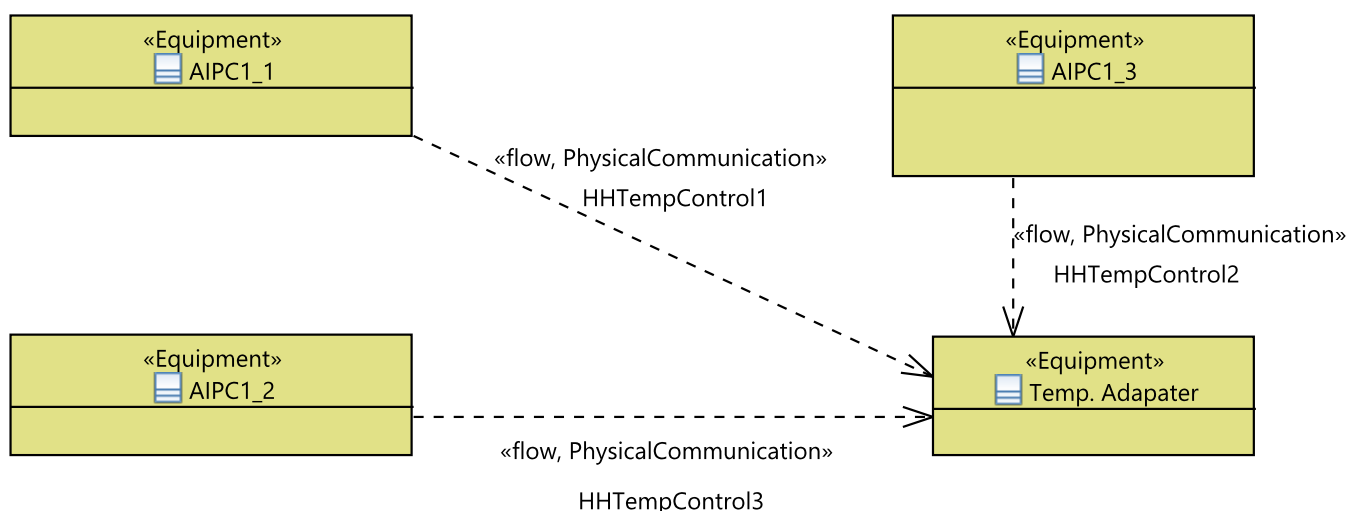 «Equipment»
AIPC1_1
«Equipment»
AIPC1_3
«flow, PhysicalCommunication»
HHTempControl1
«flow, PhysicalCommunication»
HHTempControl2
«Equipment»
AIPC1_2
«Equipment»
Temp. Adapater
«flow, PhysicalCommunication»
HHTempControl3